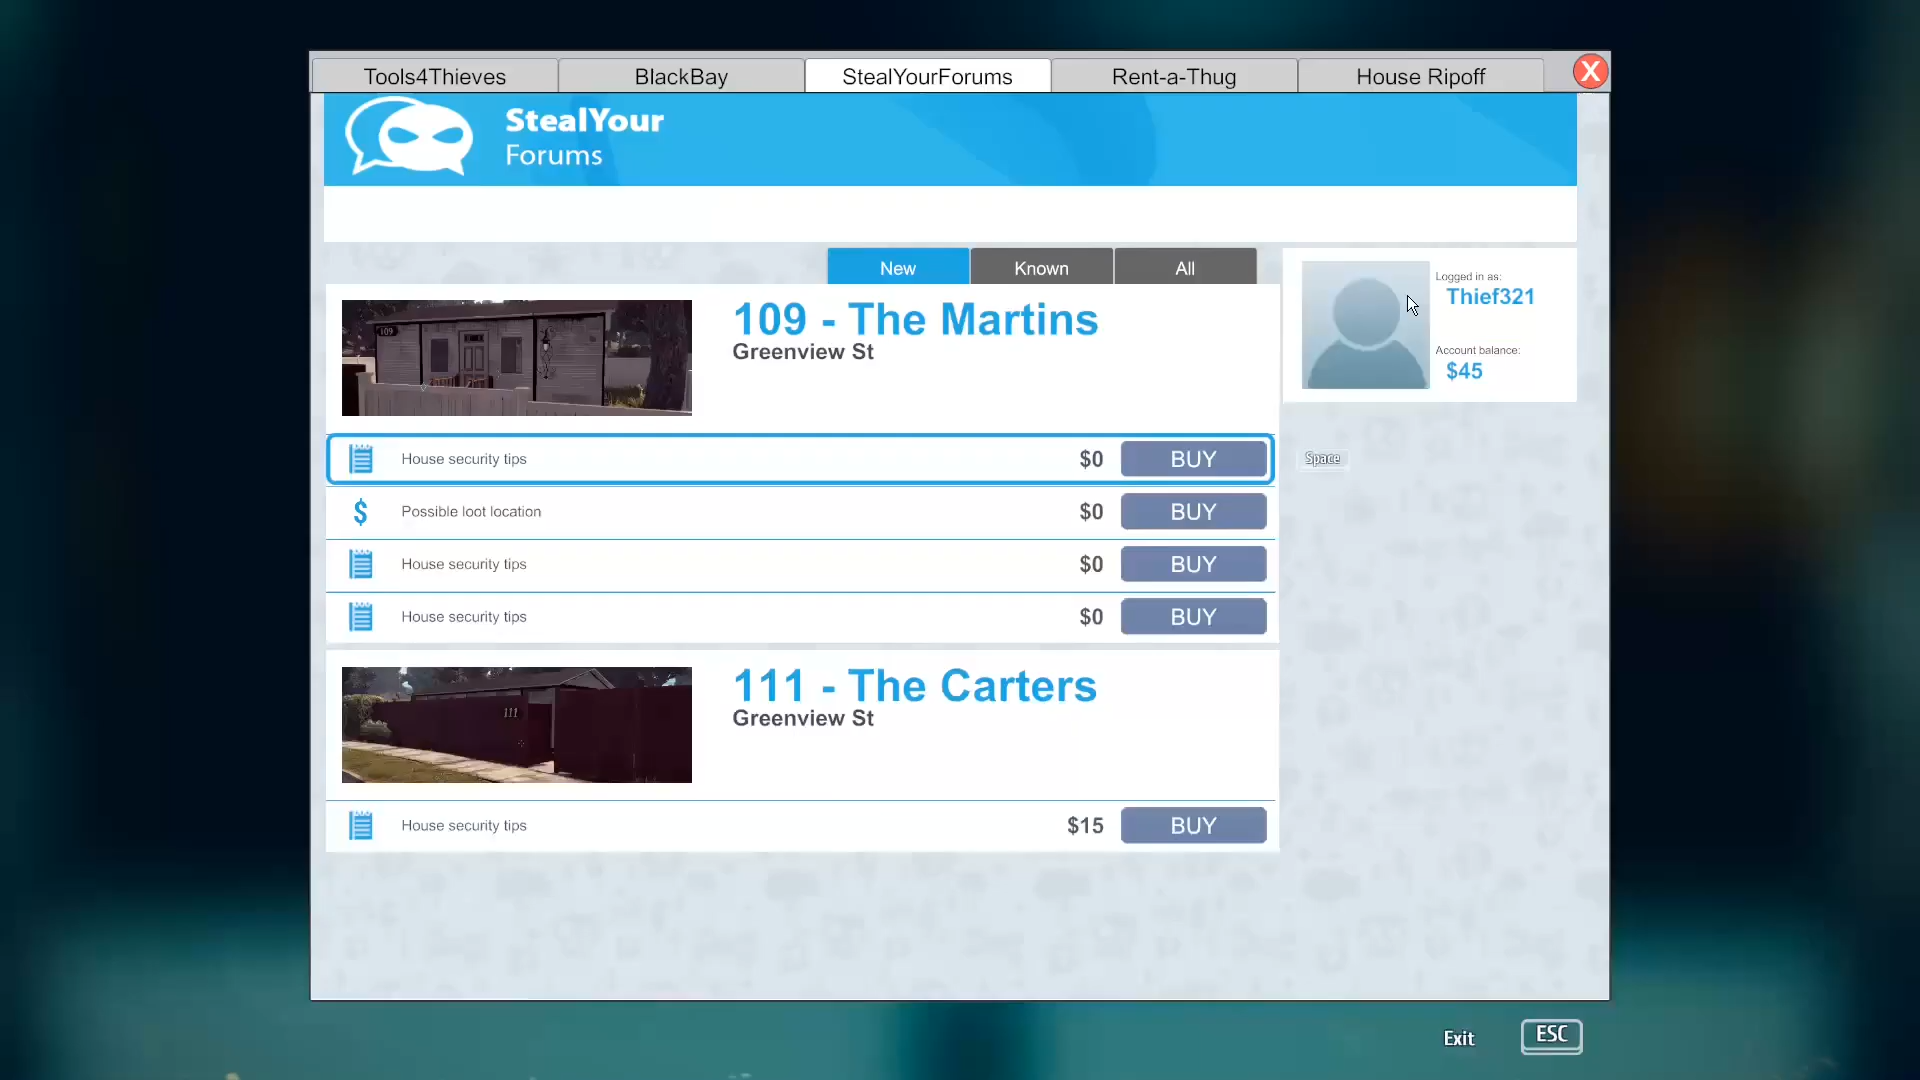 Tools4Thieves
BlackBay
StealYourForums
Rent-a-Thug
House Ripoff
X
StealYour
Forums
New
Known
All
Logged in as:
Thief321
Account balance:
$45
109
109 - The Martins
Greenview St
House security tips $0 BUY
Space
Possible loot location $0 BUY
House security tips $0 BUY
House security tips $0 BUY
111
111 - The Carters
Greenview St
House security tips $15 BUY
Exit ESC